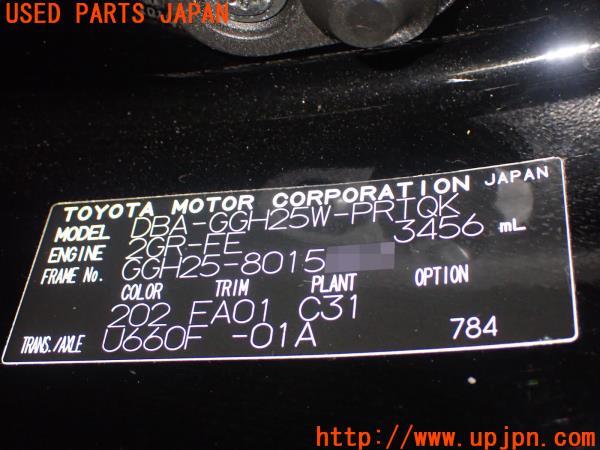 USED PARTS JAPAN
TOYOTA MOTOR CORPORATION JAPAN
MODEL DBA-GGH25W-PRTQK
ENGINE 2GR-FE 3456 mL
FRAME No. GGH25-8015
COLOR TRIM PLANT OPTION
202 FA01 C31
TRANS./AXLE U660F -01A 784
http://www.upjpn.com